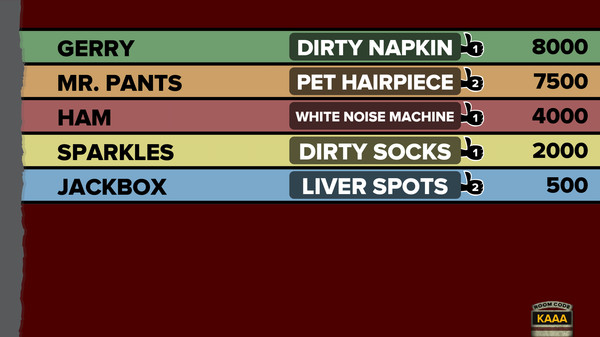 GERRY DIRTY NAPKIN 1 8000
MR. PANTS PET HAIRPIECE 2 7500
HAM WHITE NOISE MACHINE 1 4000
SPARKLES DIRTY SOCKS 1 2000
JACKBOX LIVER SPOTS 2 500
ROOM CODE
KAAA